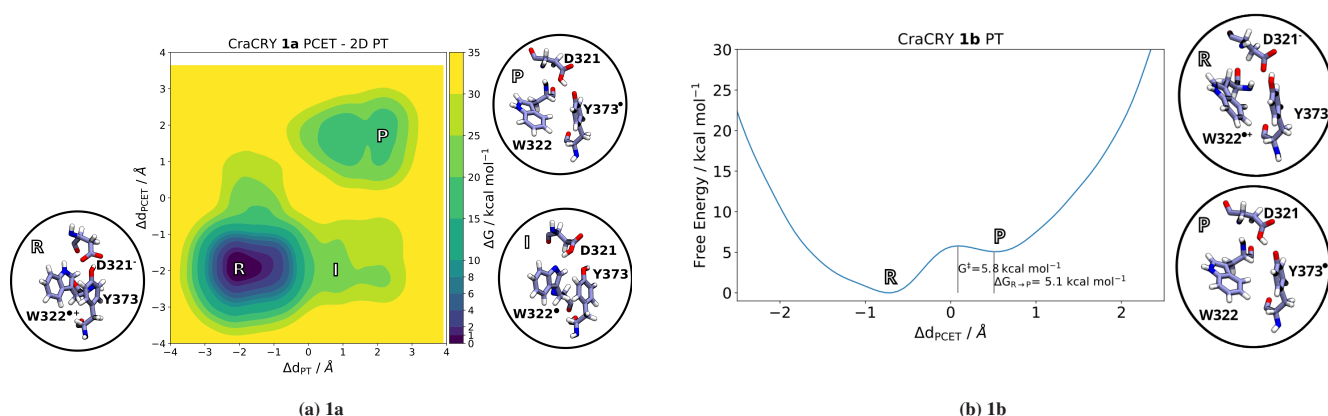 CraCRY 1a PCET - 2D PT
Δd_PCET / Å
4
3
2
1
0
−1
−2
−3
−4
−4
−3
−2
−1
0
1
2
3
4
Δd_PT / Å
R
I
P
35
30
25
20
15
10
5
4
3
2
1
0
ΔG / kcal mol⁻¹
R
D321⁻
Y373
W322•⁺
P
D321
Y373•
W322
I
D321
Y373
W322•
(a) 1a
CraCRY 1b PT
Free Energy / kcal mol⁻¹
30
25
20
15
10
5
0
−2
−1
0
1
2
Δd_PCET / Å
R
P
G‡=5.8 kcal mol⁻¹
ΔG_R→P= 5.1 kcal mol⁻¹
R
D321⁻
Y373
W322•⁺
P
D321
Y373•
W322
(b) 1b